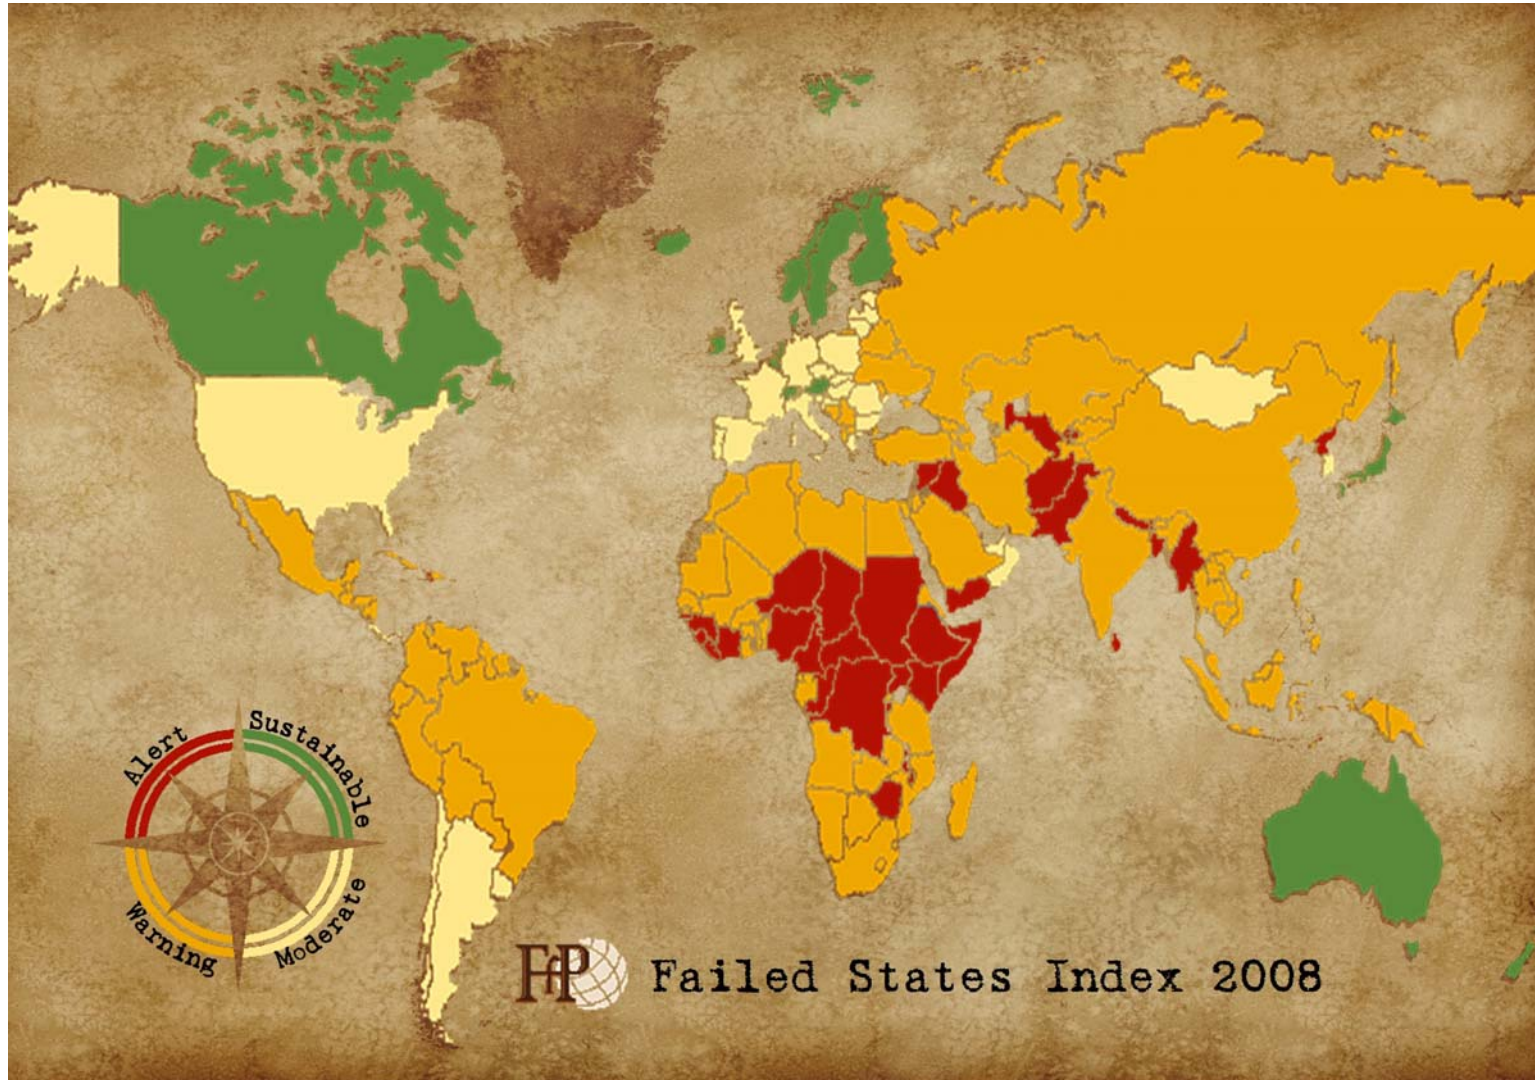 Alert
Sustainable
Warning
Moderate
FfP
Failed States Index 2008